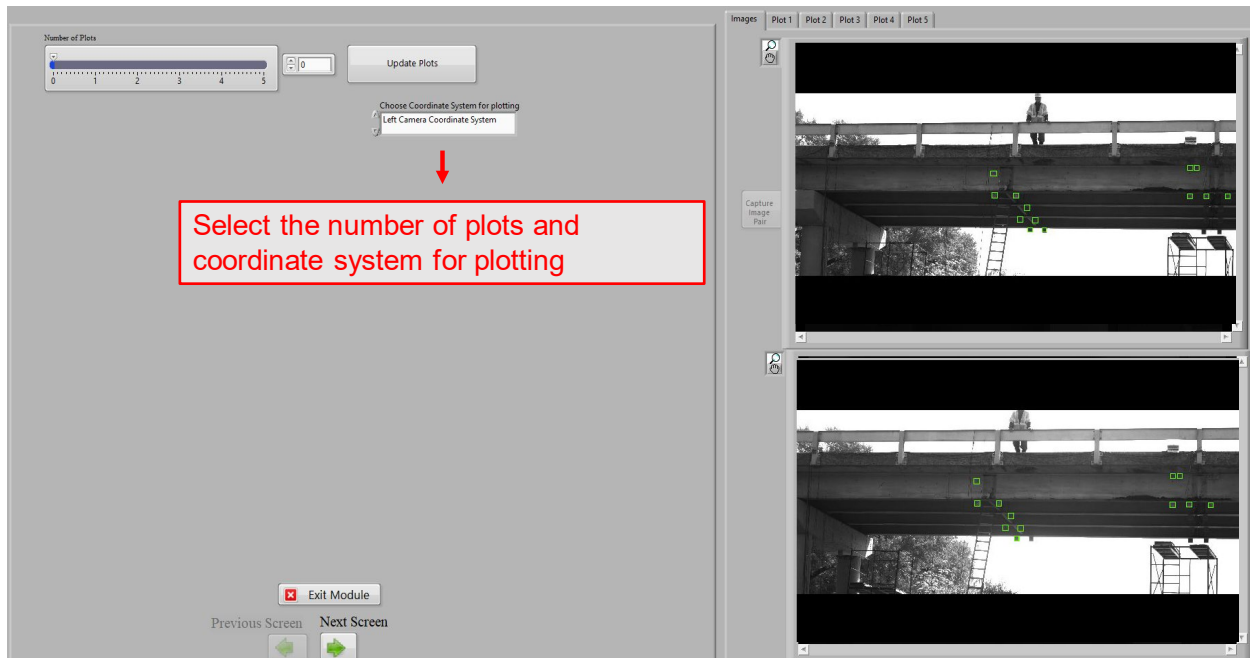 Number of Plots
0 1 2 3 4 5
0
Update Plots
Choose Coordinate System for plotting
Left Camera Coordinate System
Select the number of plots and
coordinate system for plotting
Exit Module
Previous Screen Next Screen
Images Plot 1 Plot 2 Plot 3 Plot 4 Plot 5
Capture
Image
Pair